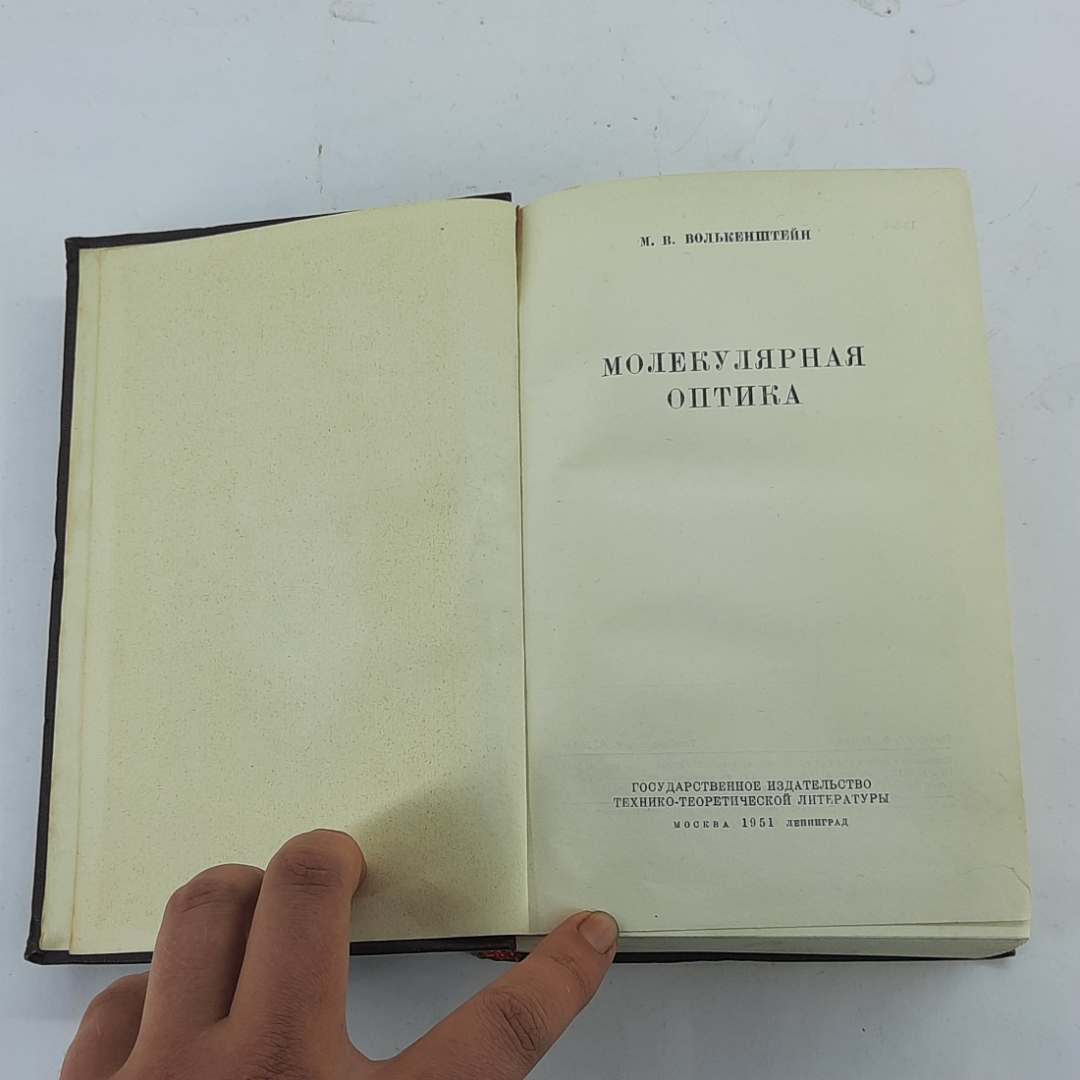 М. В. ВОЛЬКЕНШТЕЙН
МОЛЕКУЛЯРНАЯ
ОПТИКА
ГОСУДАРСТВЕННОЕ ИЗДАТЕЛЬСТВО
ТЕХНИКО-ТЕОРЕТИЧЕСКОЙ ЛИТЕРАТУРЫ
МОСКВА 1951 ЛЕНИНГРАД